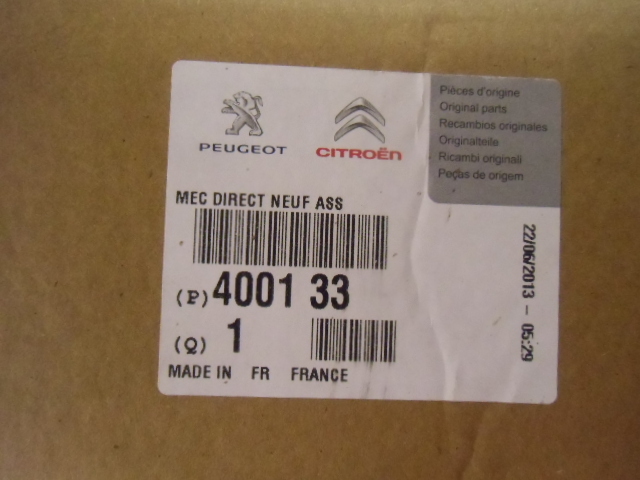 PEUGEOT
CITROËN
Pièces d'origine
Original parts
Recambios originales
Originalteile
Ricambi originali
Peças de origem
MEC DIRECT NEUF ASS
(P) 4001 33
(Q) 1
MADE IN FR FRANCE
22/06/2013 - 05:29